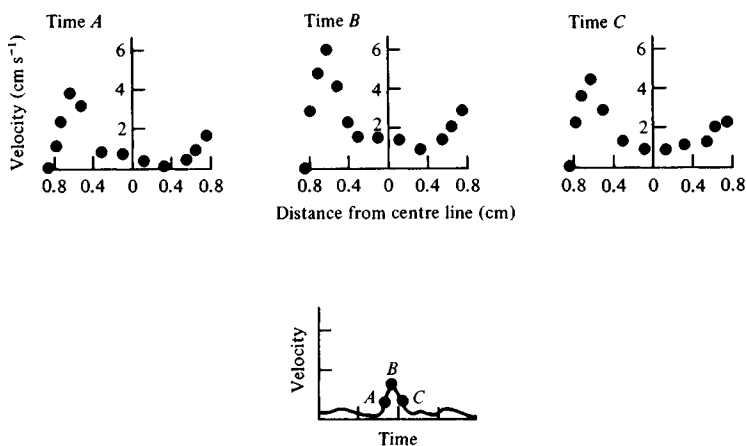 Time A
Time B
Time C
Velocity (cm s⁻¹)
6
4
2
0.8 0.4 0 0.4 0.8
6
4
2
0.8 0.4 0 0.4 0.8
6
4
2
0.8 0.4 0 0.4 0.8
Distance from centre line (cm)
Velocity
A
B
C
Time